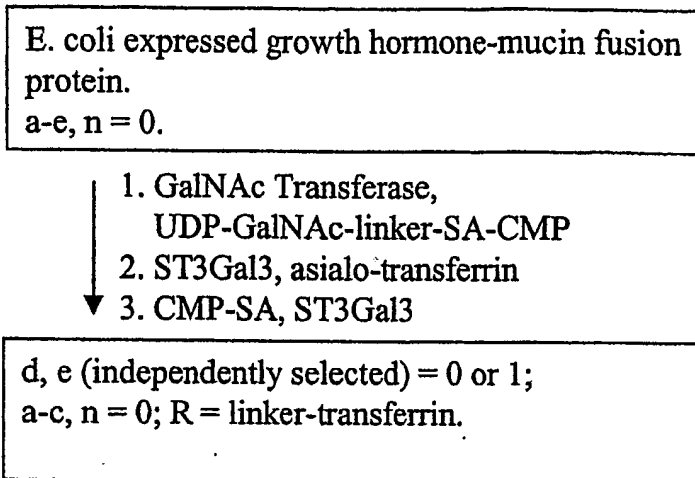 E. coli expressed growth hormone-mucin fusion
protein.
a-e, n = 0.
1. GalNAc Transferase,
UDP-GalNAc-linker-SA-CMP
2. ST3Gal3, asialo-transferrin
3. CMP-SA, ST3Gal3
d, e (independently selected) = 0 or 1;
a-c, n = 0; R = linker-transferrin.